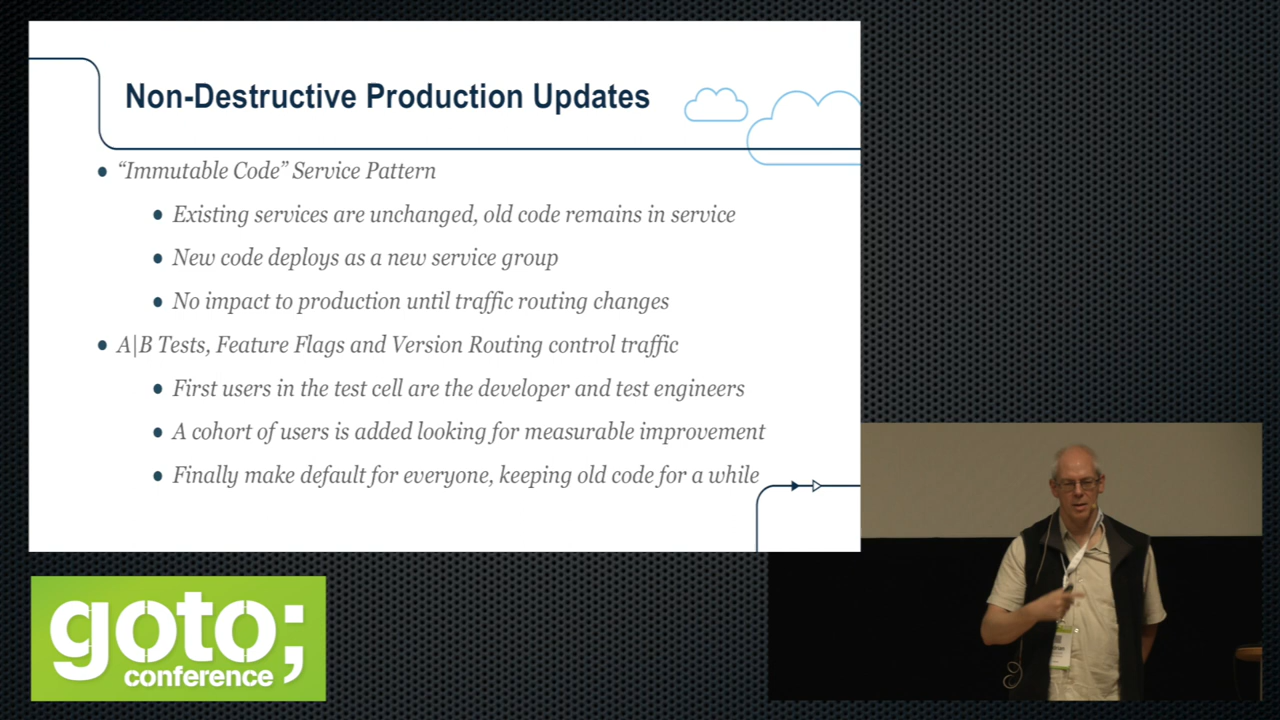 Non-Destructive Production Updates
“Immutable Code” Service Pattern
Existing services are unchanged, old code remains in service
New code deploys as a new service group
No impact to production until traffic routing changes
A|B Tests, Feature Flags and Version Routing control traffic
First users in the test cell are the developer and test engineers
A cohort of users is added looking for measurable improvement
Finally make default for everyone, keeping old code for a while
goto;
conference